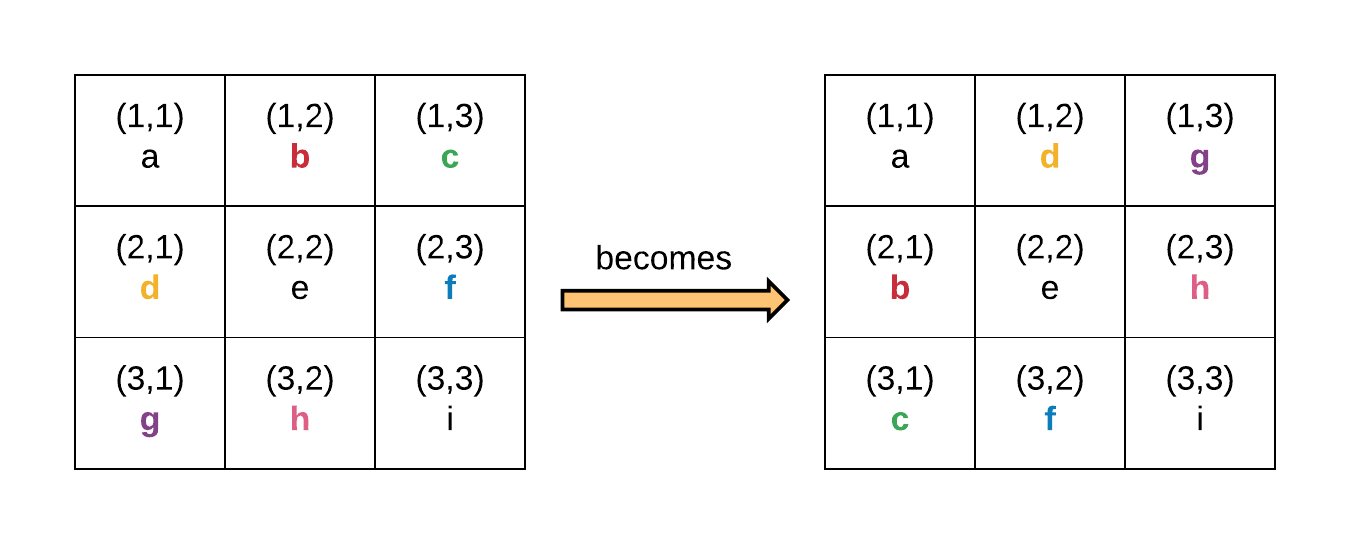 (1,1) (1,2) (1,3)
a b c
(2,1) (2,2) (2,3)
d e f
(3,1) (3,2) (3,3)
g h i
becomes
(1,1) (1,2) (1,3)
a d g
(2,1) (2,2) (2,3)
b e h
(3,1) (3,2) (3,3)
c f i